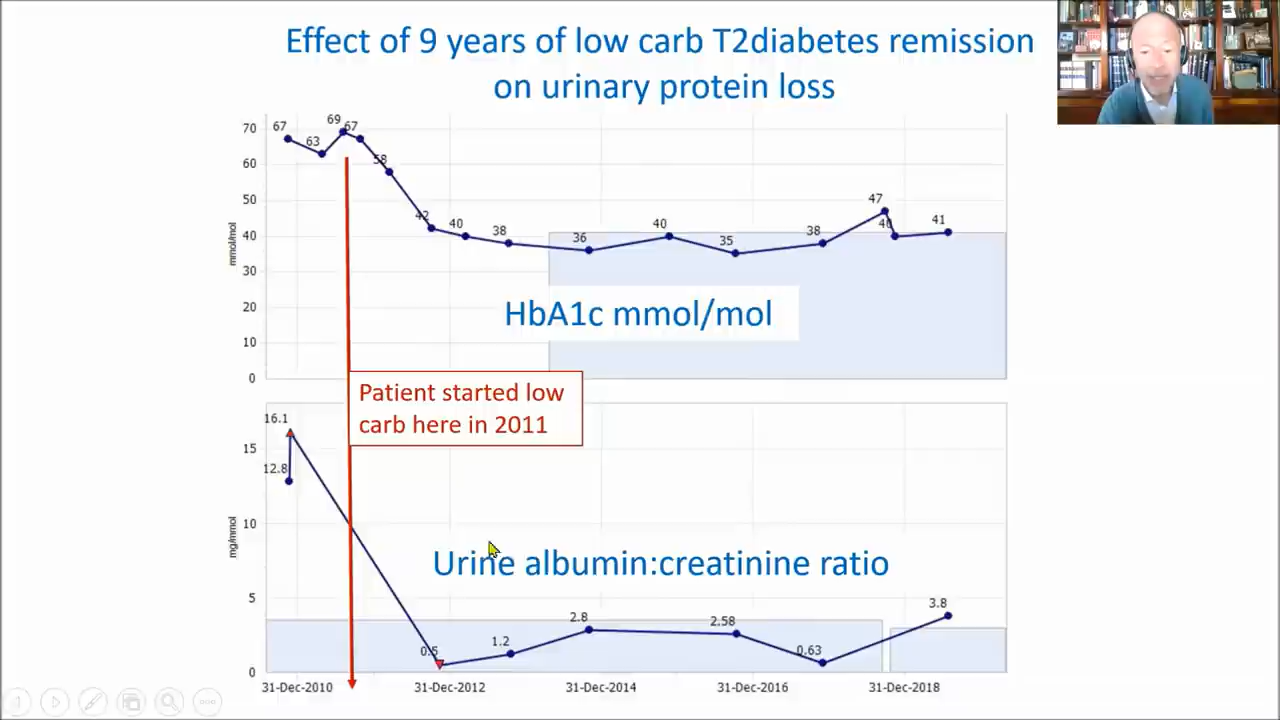 Effect of 9 years of low carb T2diabetes remission
on urinary protein loss
70
60
50
40
30
20
10
0
mmol/mol
67
63
69
67
58
42
40
38
36
40
35
38
47
40
41
HbA1c mmol/mol
Patient started low
carb here in 2011
15
10
5
0
mg/mmol
16.1
12.8
0.5
1.2
2.8
2.58
0.63
3.8
Urine albumin:creatinine ratio
31-Dec-2010
31-Dec-2012
31-Dec-2014
31-Dec-2016
31-Dec-2018